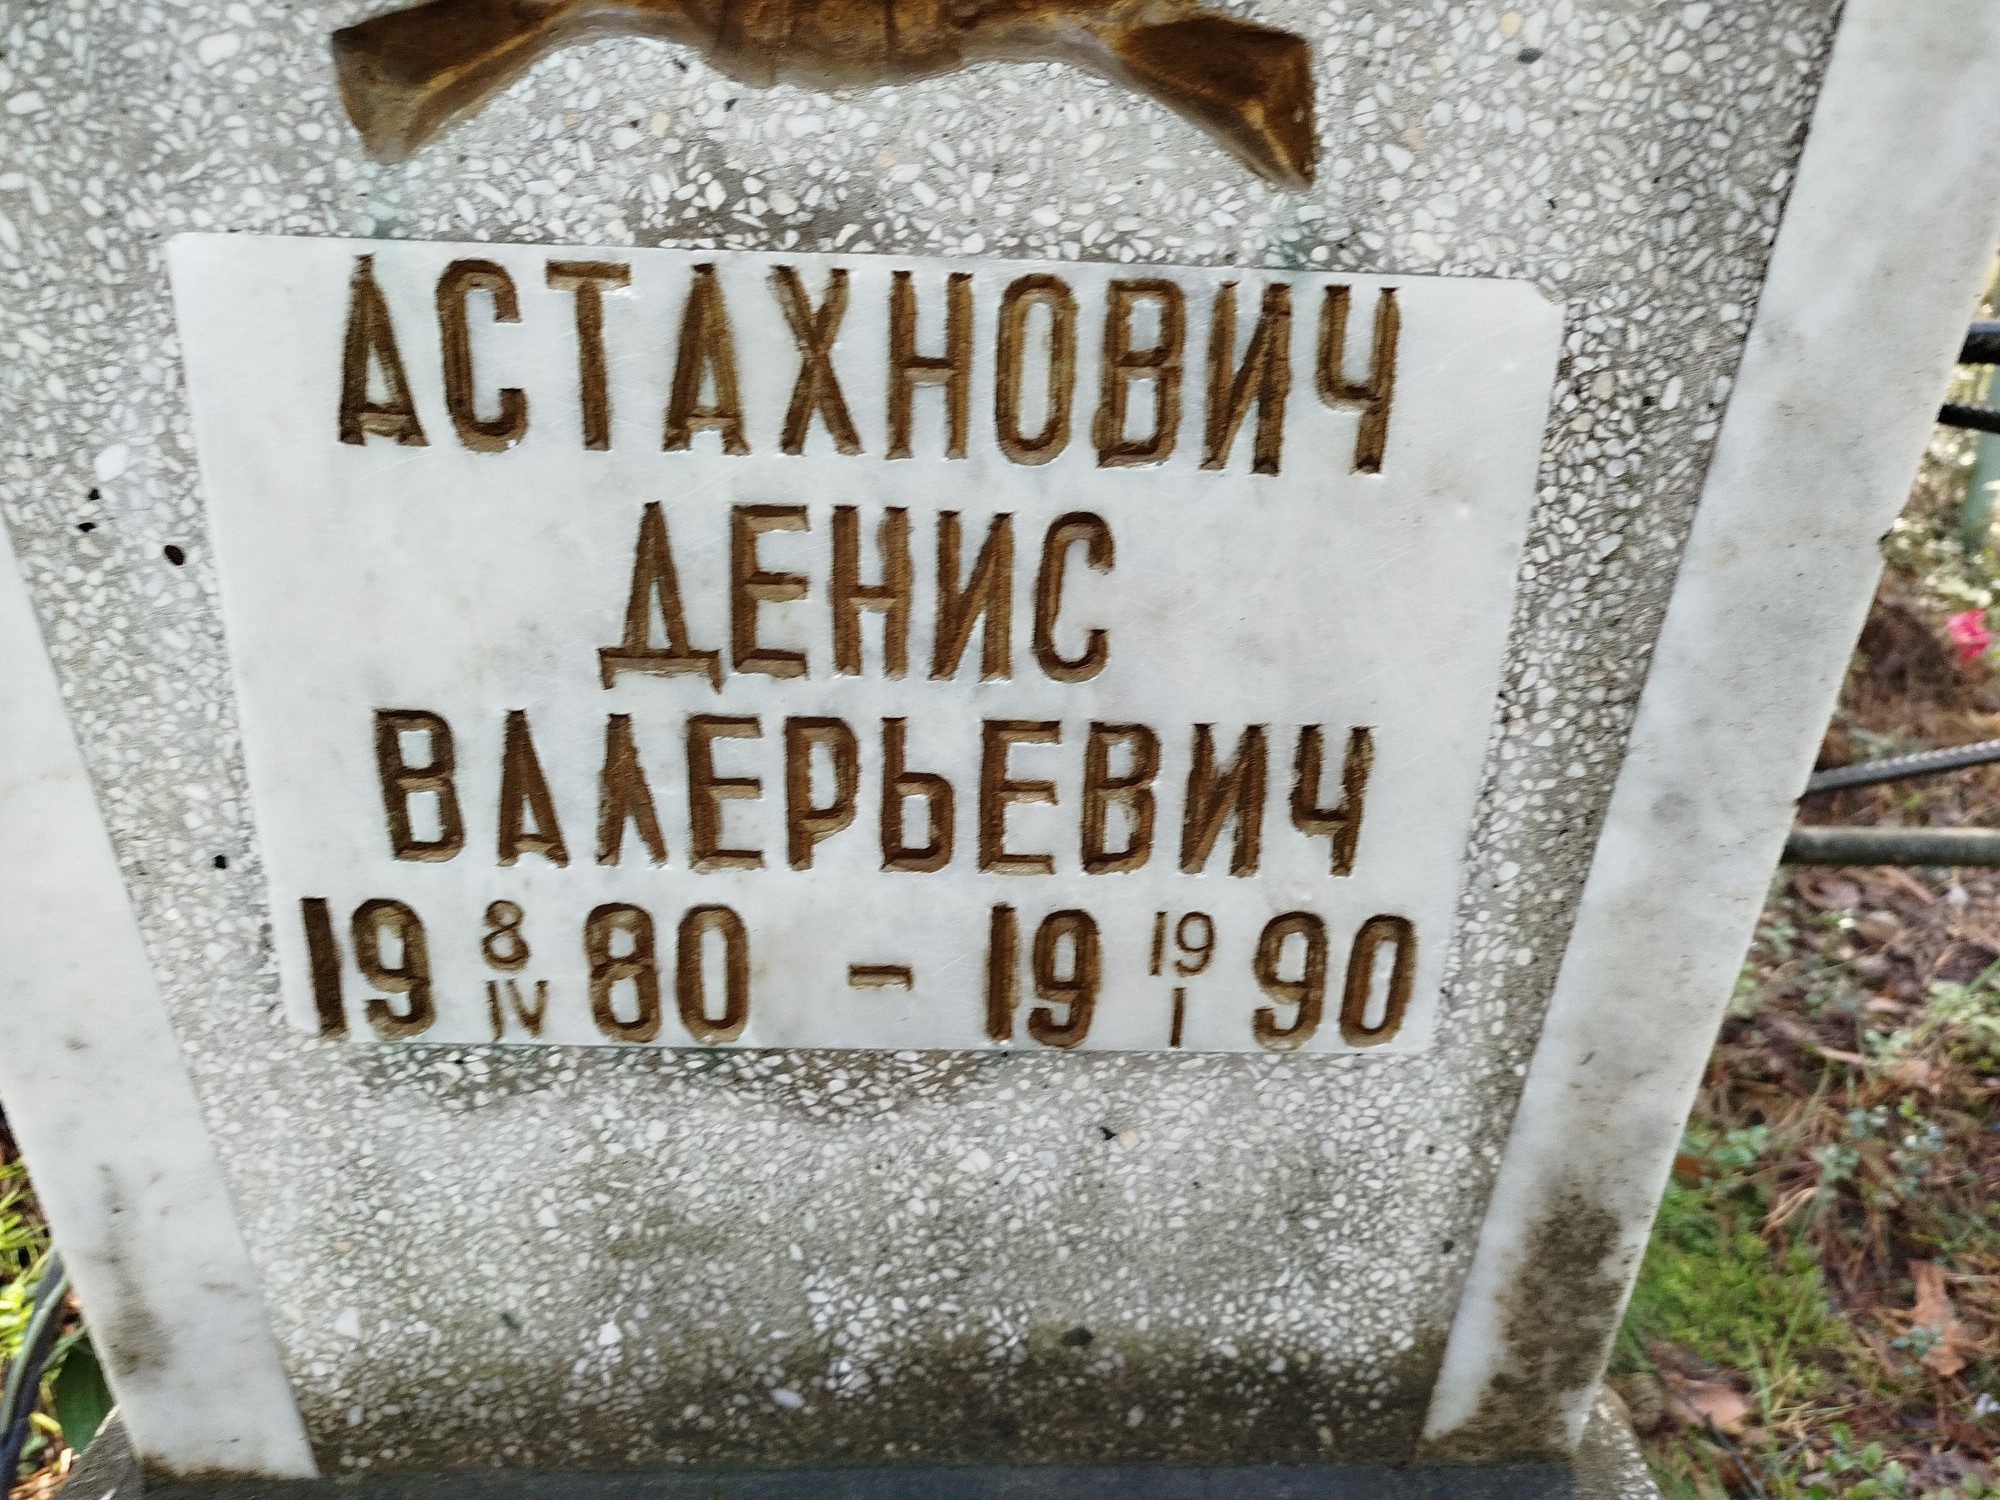 АСТАХНОВИЧ
ДЕНИС
ВАЛЕРЬЕВИЧ
19 8/IV 80 - 19 19/I 90